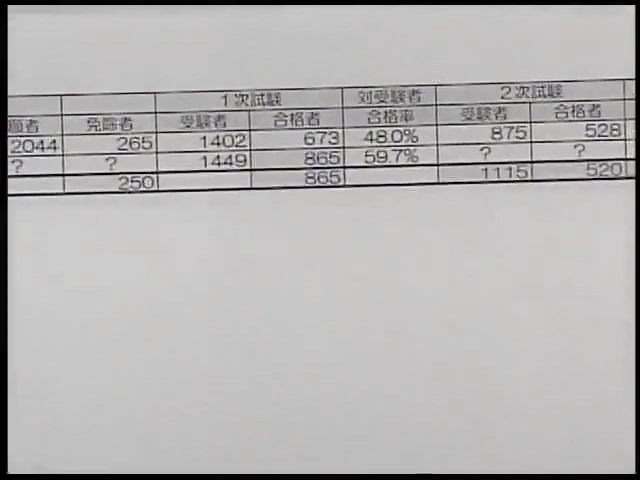 1次試験 対受験者 2次試験
願者 免除者 受験者 合格者 合格率 受験者 合格者
2044 265 1402 673 48.0% 875 528
? ? 1449 865 59.7% ? ?
250 865 1115 520